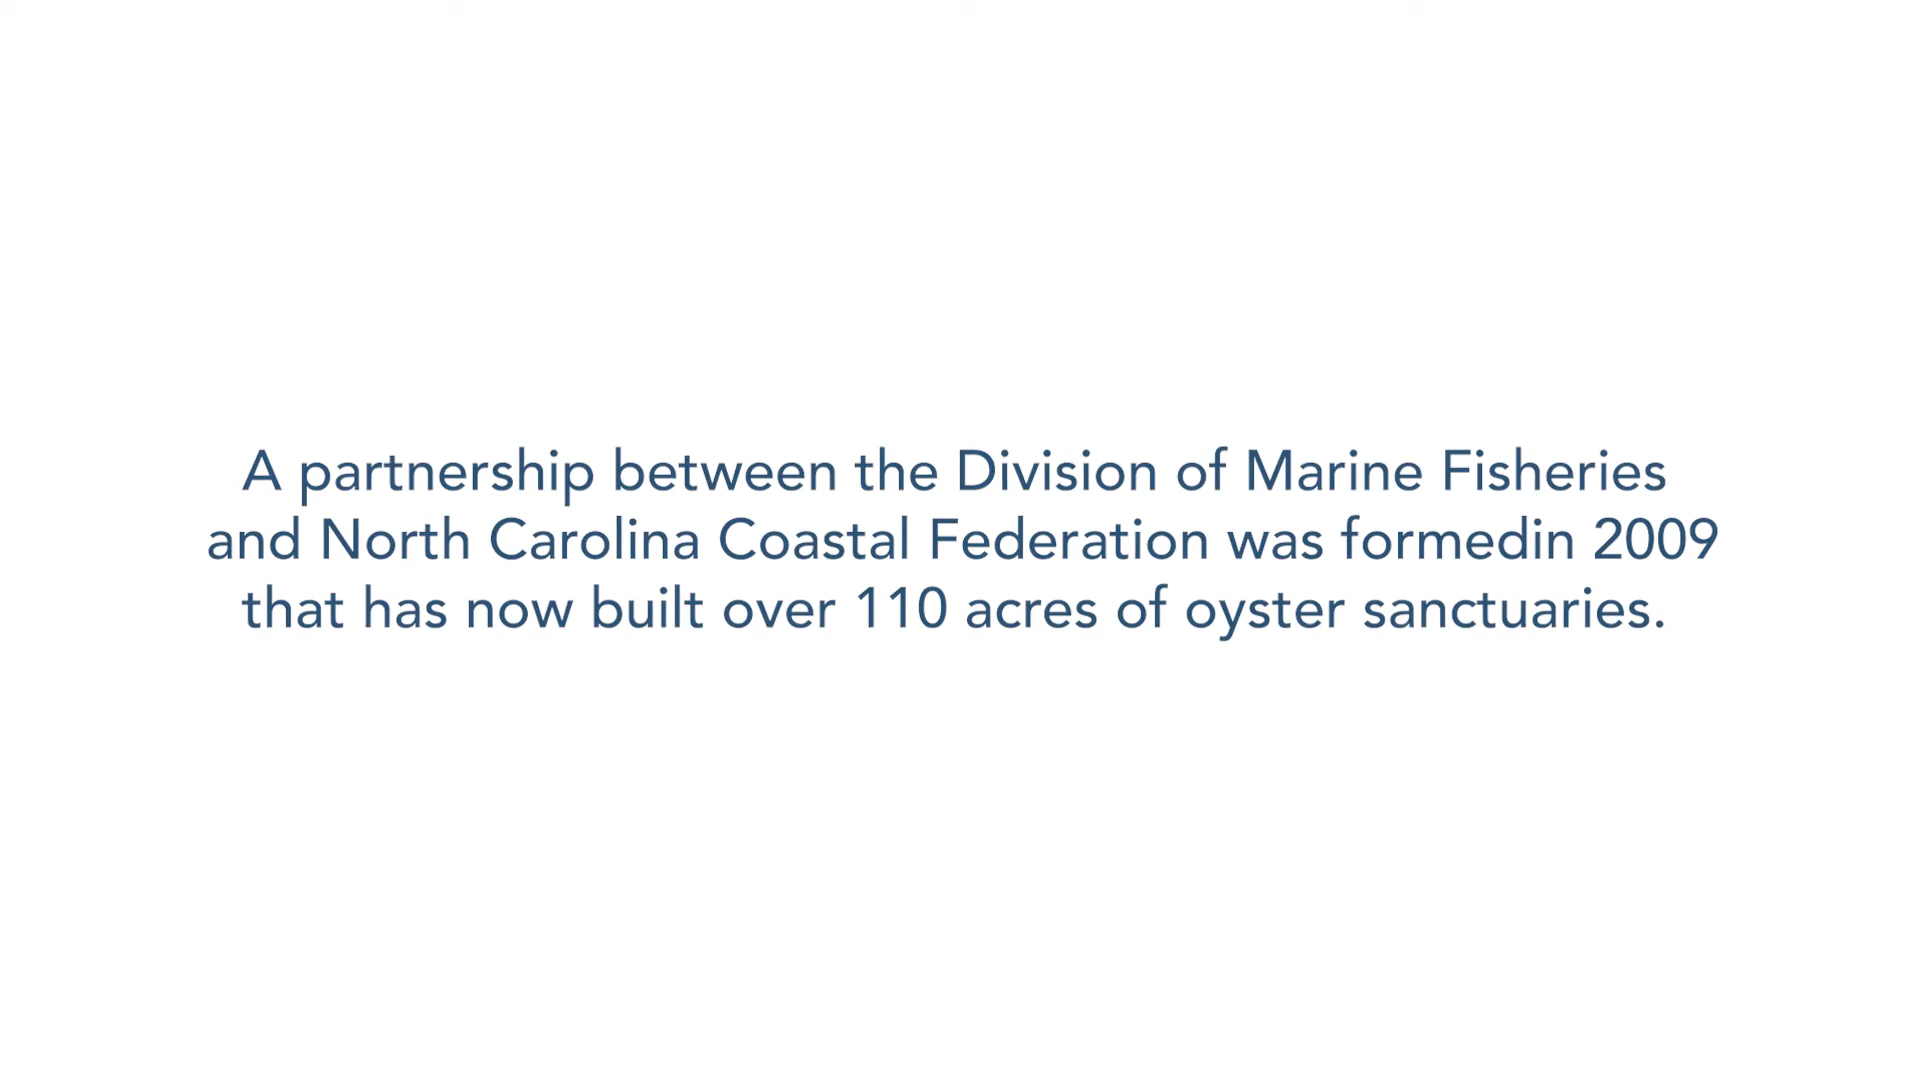 A partnership between the Division of Marine Fisheries
and North Carolina Coastal Federation was formedin 2009
that has now built over 110 acres of oyster sanctuaries.